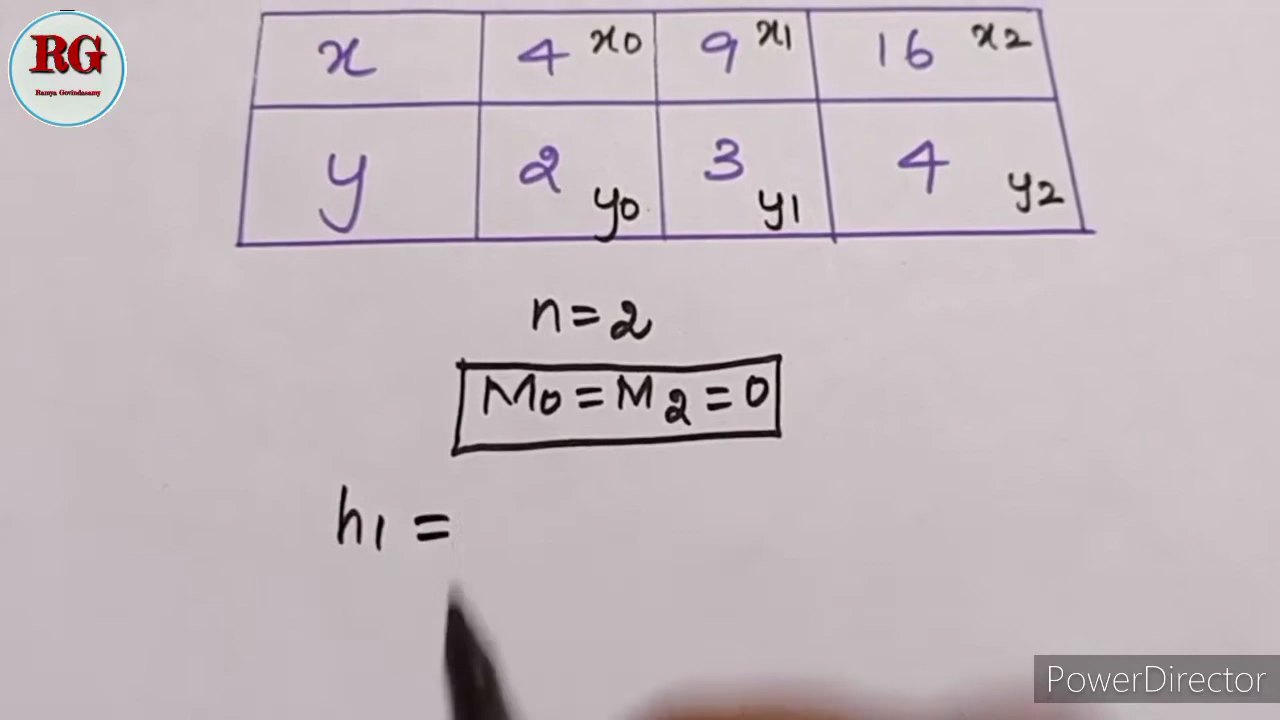 RG
Ramya Govindasamy
x 4 x0 9 x1 16 x2
y 2 y0 3 y1 4 y2
n = 2
M0 = M2 = 0
h1 =
PowerDirector